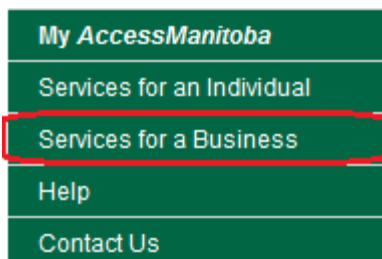 My AccessManitoba
Services for an Individual
Services for a Business
Help
Contact Us